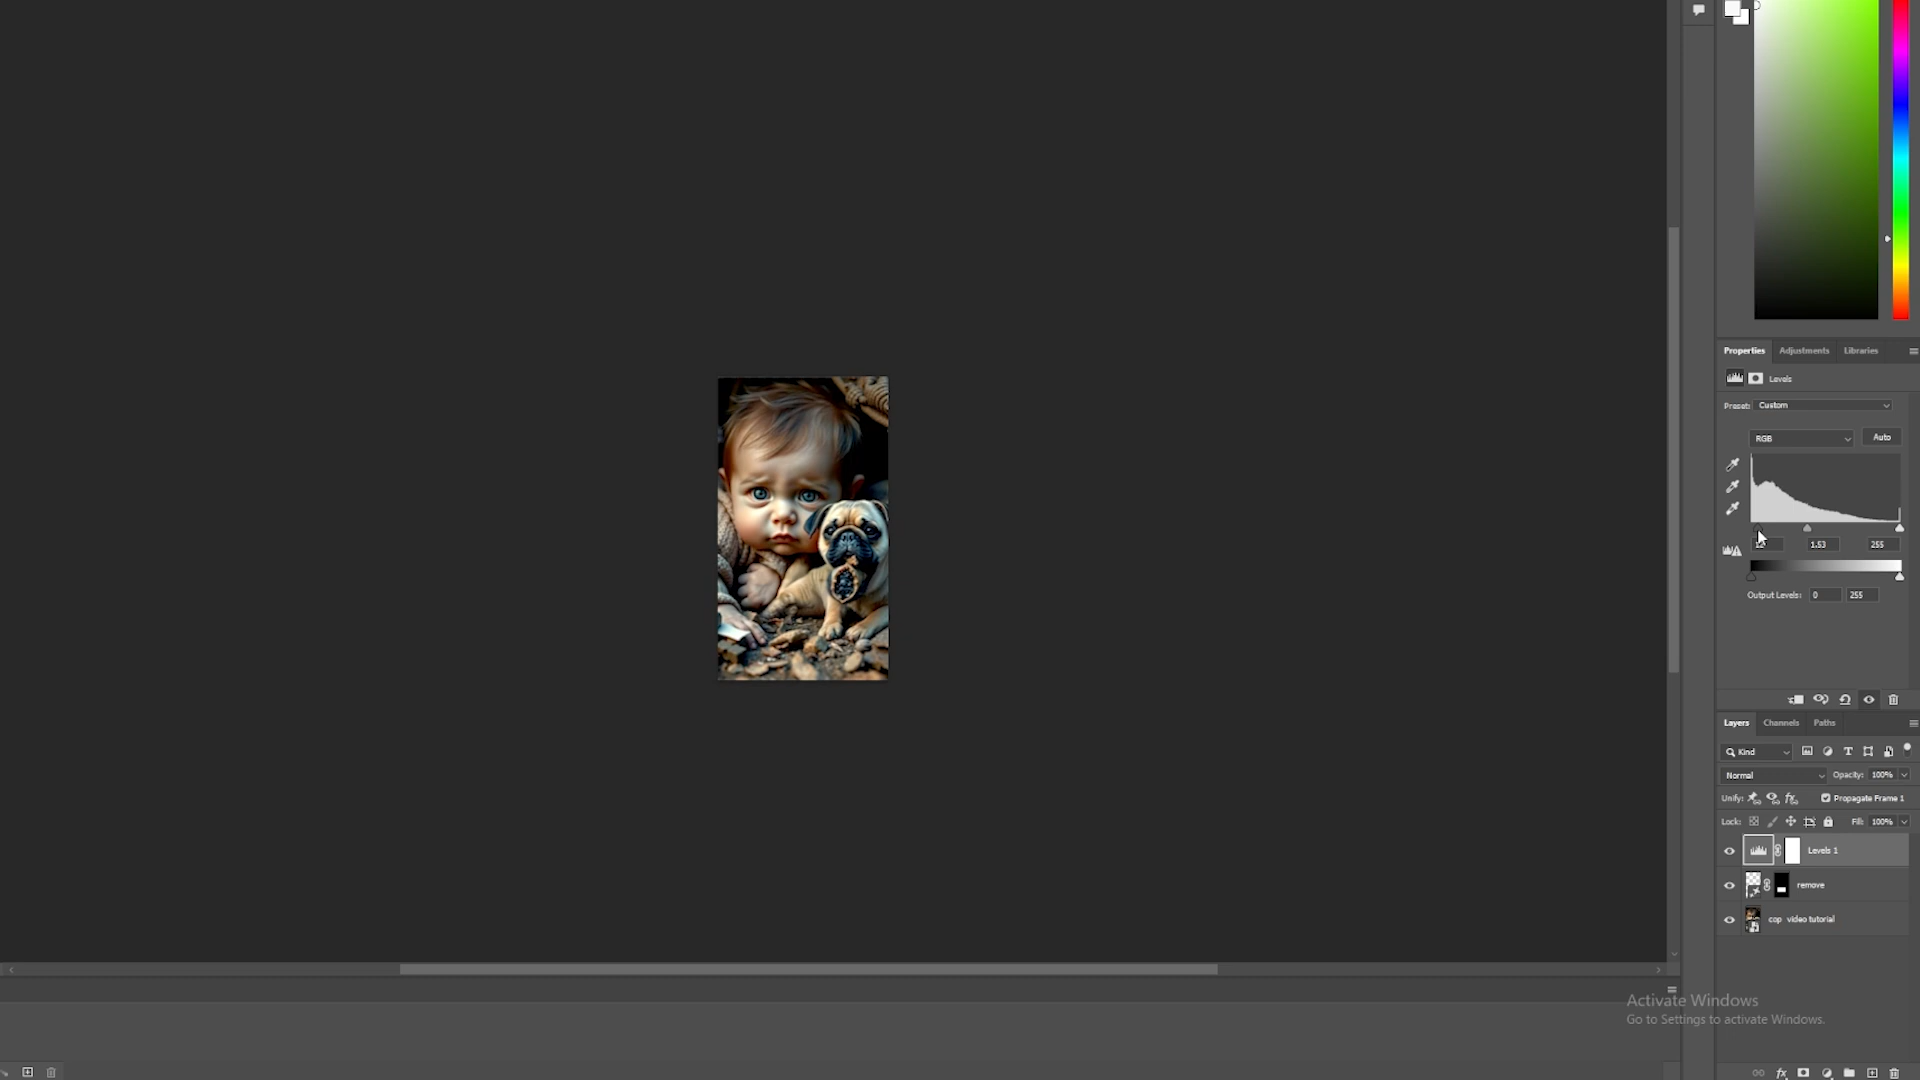 Properties Adjustments Libraries
Levels
Preset: Custom
RGB Auto
1.53 255
Output Levels: 0 255
Layers Channels Paths
Kind
Normal Opacity: 100%
Unify: Propagate Frame 1
Lock: Fill: 100%
Levels 1
remove
cop video tutorial
Activate Windows
Go to Settings to activate Windows.